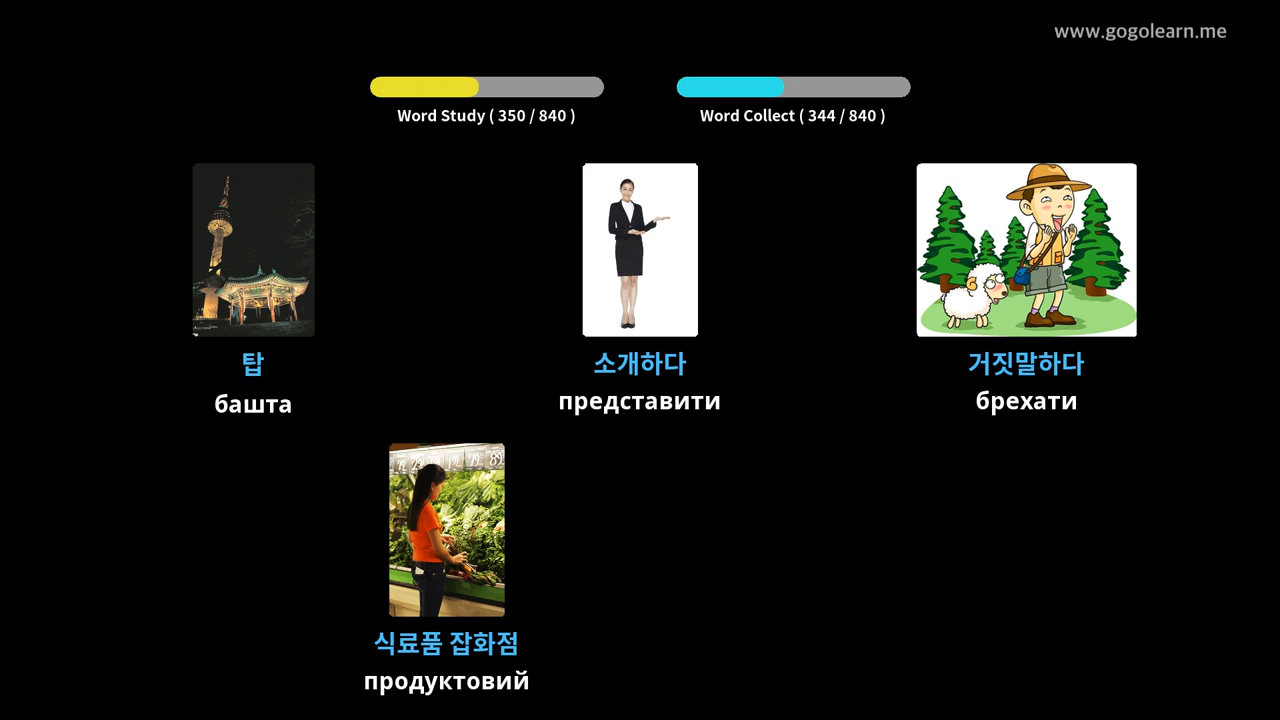 www.gogolearn.me
Word Study ( 350 / 840 )
Word Collect ( 344 / 840 )
탑
башта
소개하다
представити
거짓말하다
брехати
식료품 잡화점
продуктовий